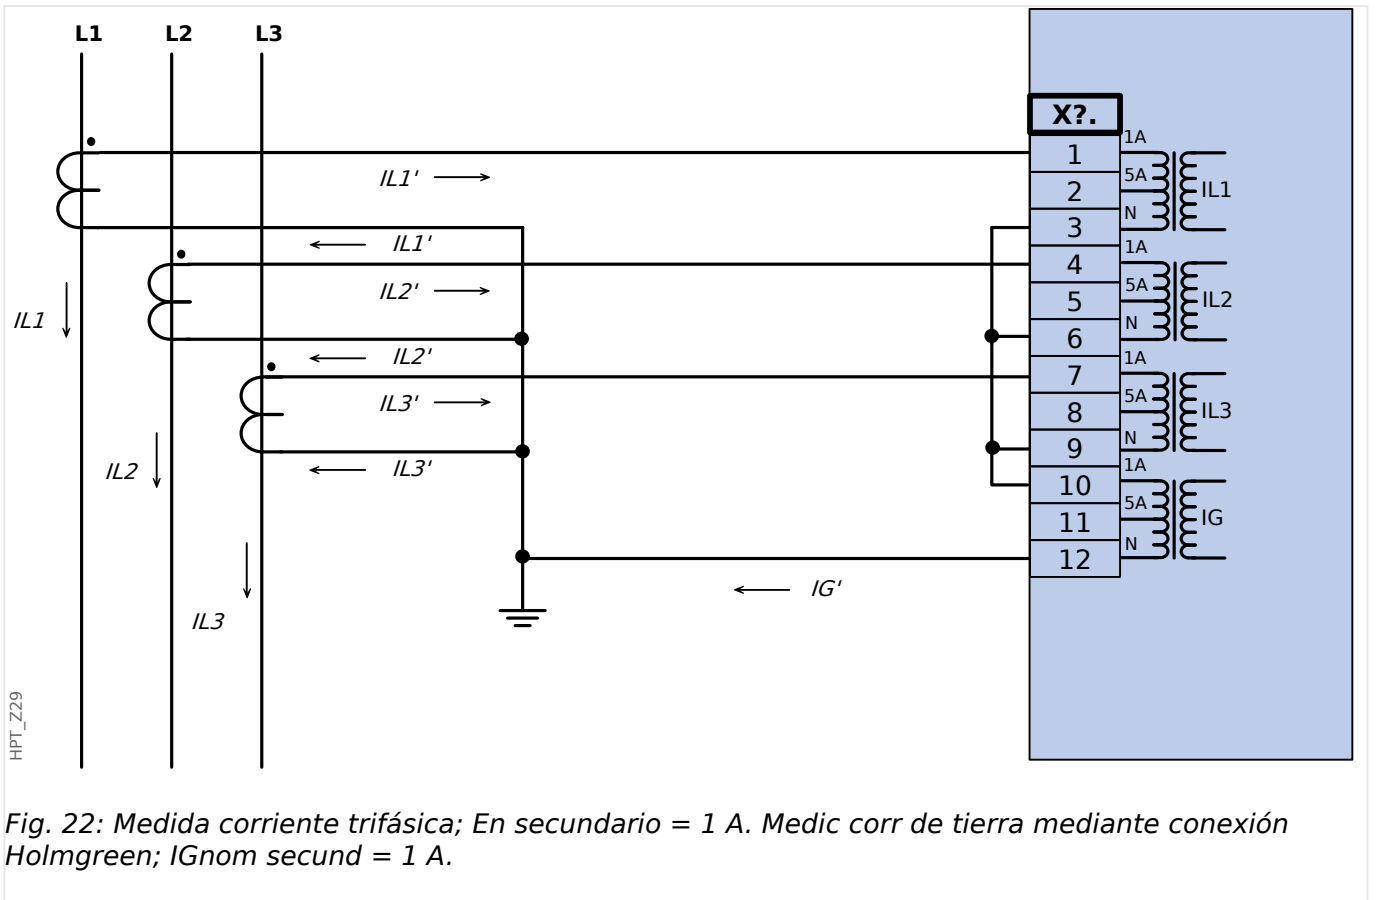 L1 L2 L3
X?.
1A
1
5A
2
IL1
N
3
1A
4
5A
5
IL2
N
6
1A
7
5A
8
IL3
N
9
1A
10
5A
11
IG
N
12
IL1'
IL1'
IL2'
IL2'
IL3'
IL3'
IG'
IL1
IL2
IL3
HPT_Z29
Fig. 22: Medida corriente trifásica; En secundario = 1 A. Medic corr de tierra mediante conexión
Holmgreen; IGnom secund = 1 A.